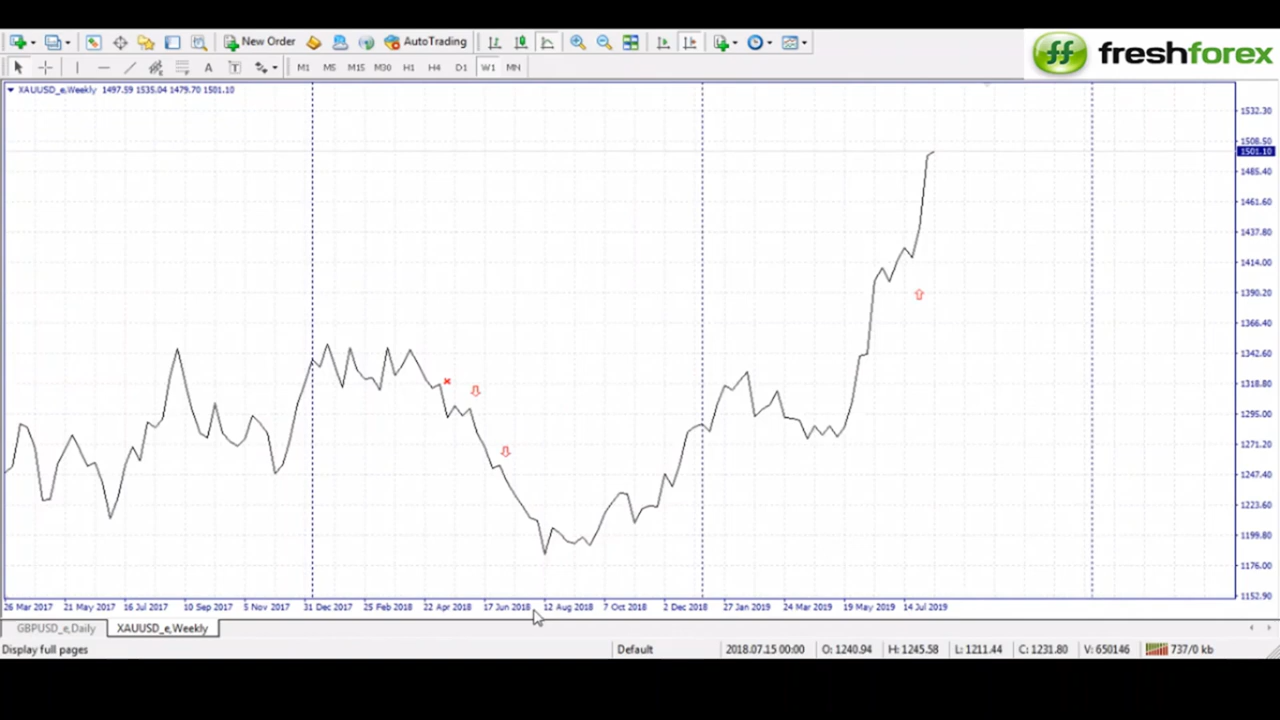 New Order AutoTrading
freshforex
A T M1 M5 M15 M30 H1 H4 D1 W1 MN
XAUUSD_e,Weekly 1497.59 1535.04 1479.70 1501.10
1532.30
1508.50
1501.10
1485.40
1461.60
1437.80
1414.00
1390.20
1366.40
1342.60
1318.80
1295.00
1271.20
1247.40
1223.60
1199.80
1176.00
1152.90
26 Mar 2017 21 May 2017 16 Jul 2017 10 Sep 2017 5 Nov 2017 31 Dec 2017 25 Feb 2018 22 Apr 2018 17 Jun 2018 12 Aug 2018 7 Oct 2018 2 Dec 2018 27 Jan 2019 24 Mar 2019 19 May 2019 14 Jul 2019
GBPUSD_e,Daily XAUUSD_e,Weekly
Display full pages Default 2018.07.15 00:00 O: 1240.94 H: 1245.58 L: 1211.44 C: 1231.80 V: 650146 737/0 kb